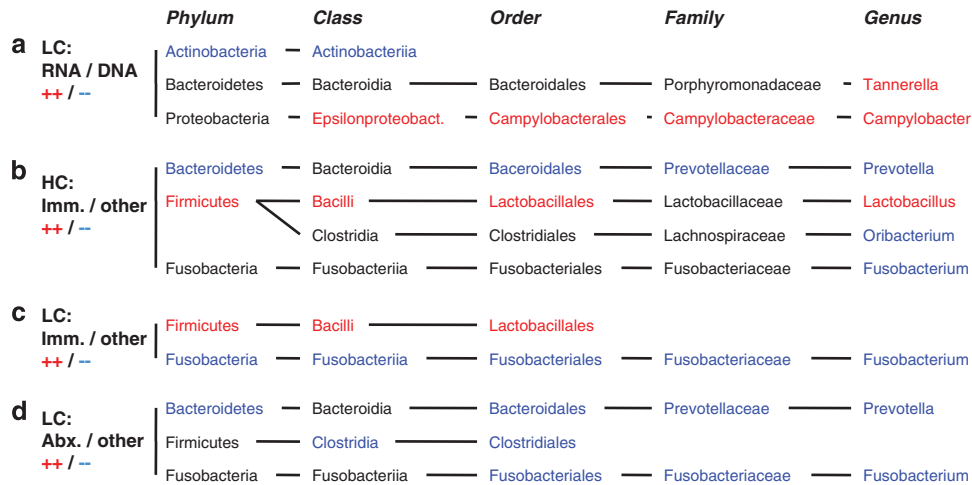 Phylum Class Order Family Genus
a LC: RNA / DNA ++ / --
Actinobacteria Actinobacteriia
Bacteroidetes Bacteroidia Bacteroidales Porphyromonadaceae Tannerella
Proteobacteria Epsilonproteobact. Campylobacterales Campylobacteraceae Campylobacter
b HC: Imm. / other ++ / --
Bacteroidetes Bacteroidia Baceroidales Prevotellaceae Prevotella
Firmicutes Bacilli Lactobacillales Lactobacillaceae Lactobacillus
Clostridia Clostridiales Lachnospiraceae Oribacterium
Fusobacteria Fusobacteriia Fusobacteriales Fusobacteriaceae Fusobacterium
c LC: Imm. / other ++ / --
Firmicutes Bacilli Lactobacillales
Fusobacteria Fusobacteriia Fusobacteriales Fusobacteriaceae Fusobacterium
d LC: Abx. / other ++ / --
Bacteroidetes Bacteroidia Bacteroidales Prevotellaceae Prevotella
Firmicutes Clostridia Clostridiales
Fusobacteria Fusobacteriia Fusobacteriales Fusobacteriaceae Fusobacterium